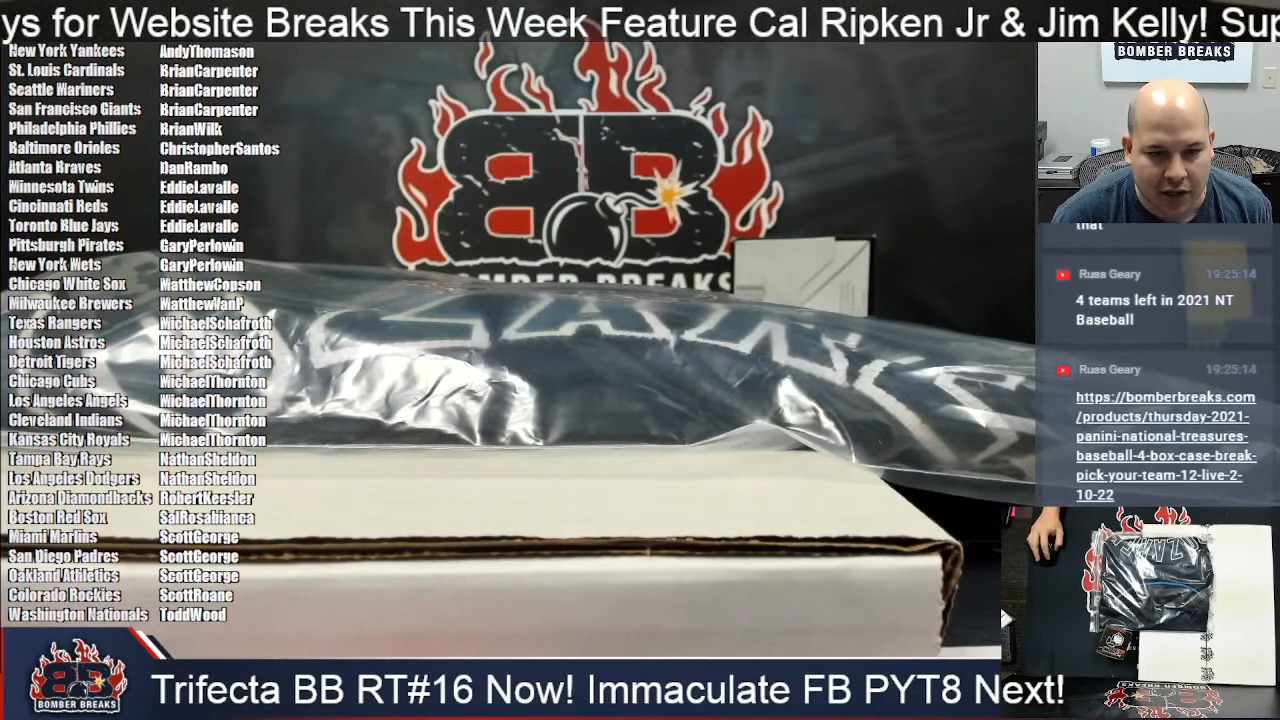 ys for Website Breaks This Week Feature Cal Ripken Jr & Jim Kelly! Sup
New York Yankees AndyThomason
St. Louis Cardinals BrianCarpenter
Seattle Mariners BrianCarpenter
San Francisco Giants BrianCarpenter
Philadelphia Phillies BrianWilk
Baltimore Orioles ChristopherSantos
Atlanta Braves DanRambo
Minnesota Twins EddieLavalle
Cincinnati Reds EddieLavalle
Toronto Blue Jays EddieLavalle
Pittsburgh Pirates GaryPerlowin
New York Mets GaryPerlowin
Chicago White Sox MatthewCopson
Milwaukee Brewers MatthewVanP
Texas Rangers MichaelSchafroth
Houston Astros MichaelSchafroth
Detroit Tigers MichaelSchafroth
Chicago Cubs MichaelThornton
Los Angeles Angels MichaelThornton
Cleveland Indians MichaelThornton
Kansas City Royals MichaelThornton
Tampa Bay Rays NathanSheldon
Los Angeles Dodgers NathanSheldon
Arizona Diamondbacks RobertKeesler
Boston Red Sox SalRosabianca
Miami Marlins ScottGeorge
San Diego Padres ScottGeorge
Oakland Athletics ScottGeorge
Colorado Rockies ScottRoane
Washington Nationals ToddWood
BB
BOMBER BREAKS
BOMBER BREAKS
that
Russ Geary 19:25:14
4 teams left in 2021 NT
Baseball
Russ Geary 19:25:14
https://bomberbreaks.com
/products/thursday-2021-
panini-national-treasures-
baseball-4-box-case-break-
pick-your-team-12-live-2-
10-22
BB
BOMBER BREAKS
Trifecta BB RT#16 Now! Immaculate FB PYT8 Next!